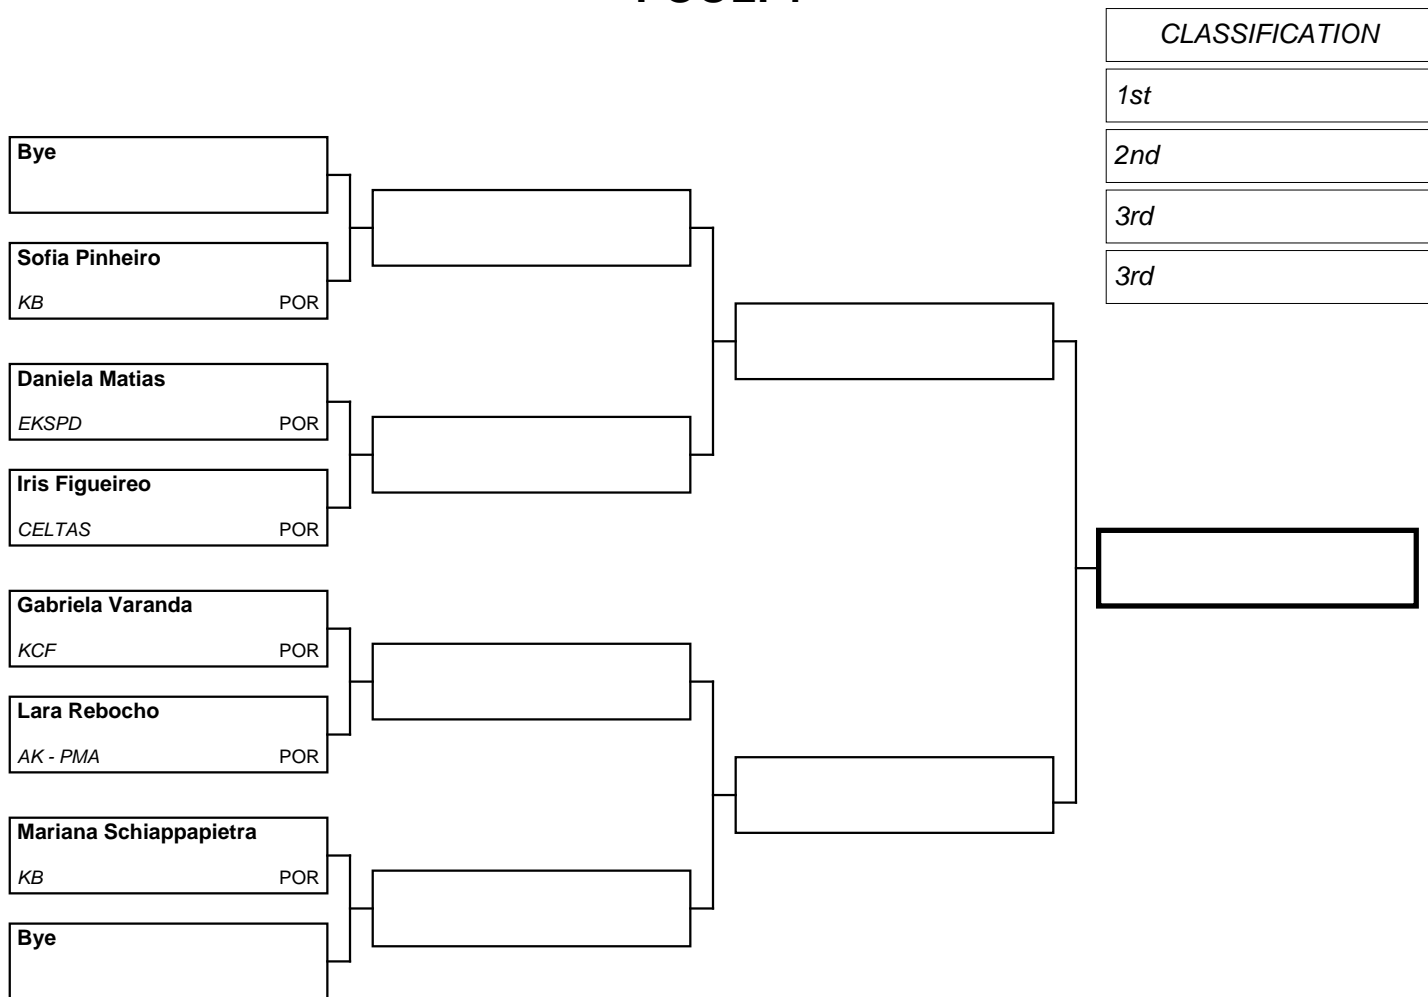 CLASSIFICATION
1st
2nd
3rd
3rd
Bye
Sofia Pinheiro
KB POR
Daniela Matias
EKSPD POR
Iris Figueireo
CELTAS POR
Gabriela Varanda
KCF POR
Lara Rebocho
AK - PMA POR
Mariana Schiappapietra
KB POR
Bye